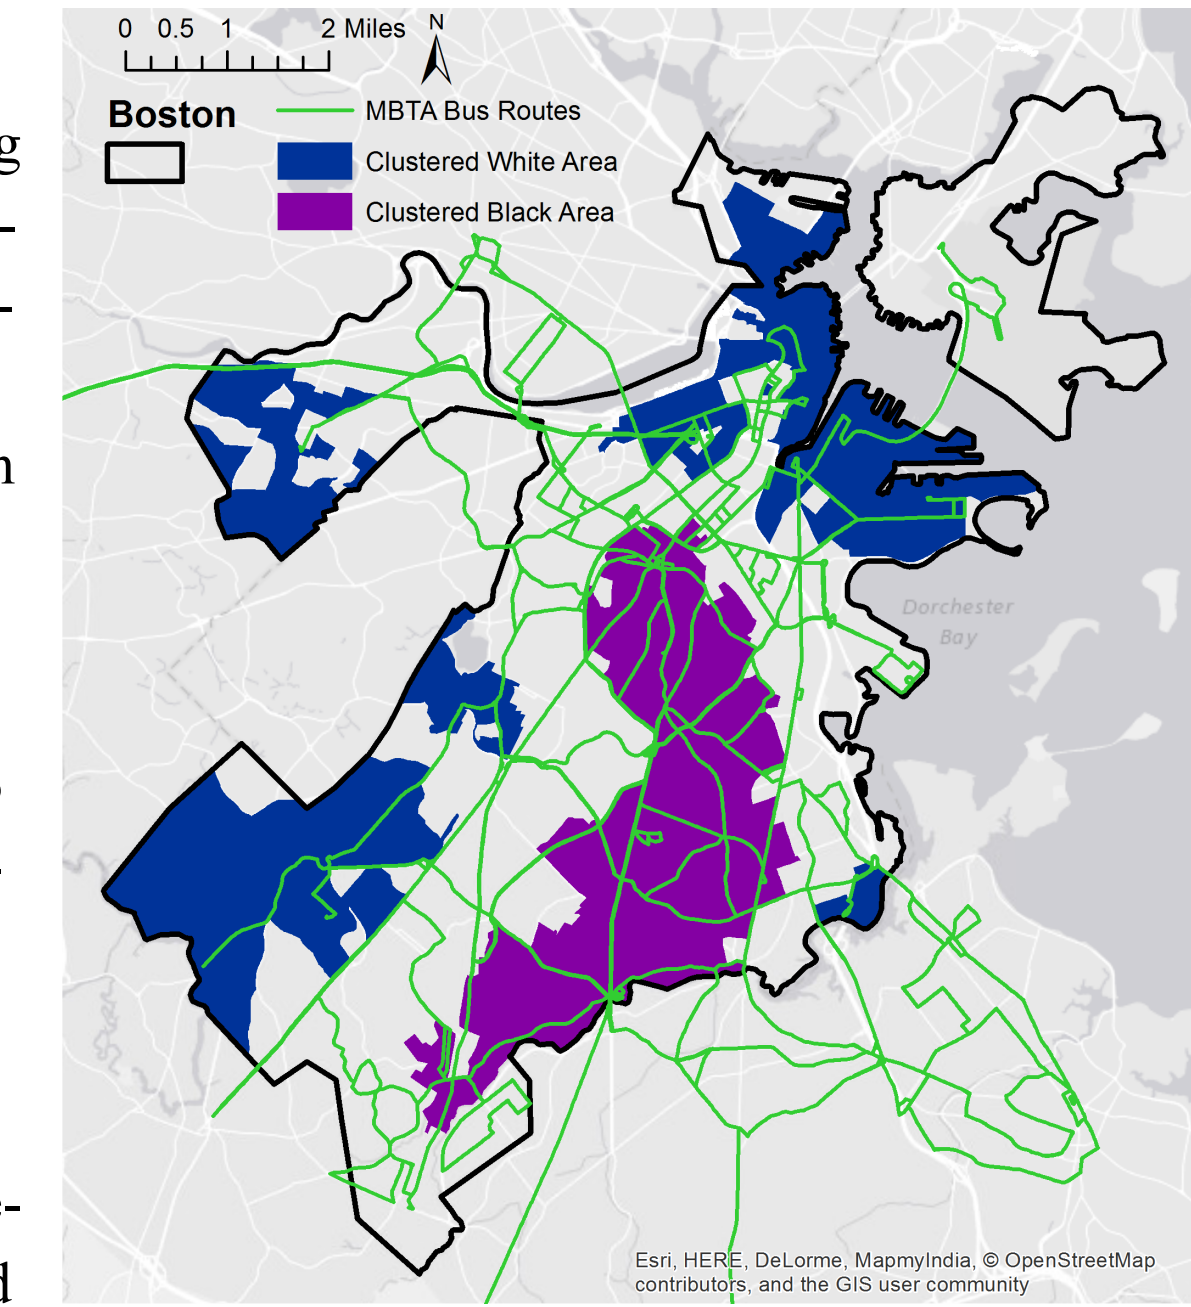 0 0.5 1 2 Miles
N
Boston
MBTA Bus Routes
Clustered White Area
Clustered Black Area
Dorchester
Bay
Esri, HERE, DeLorme, MapmyIndia, © OpenStreetMap
contributors, and the GIS user community